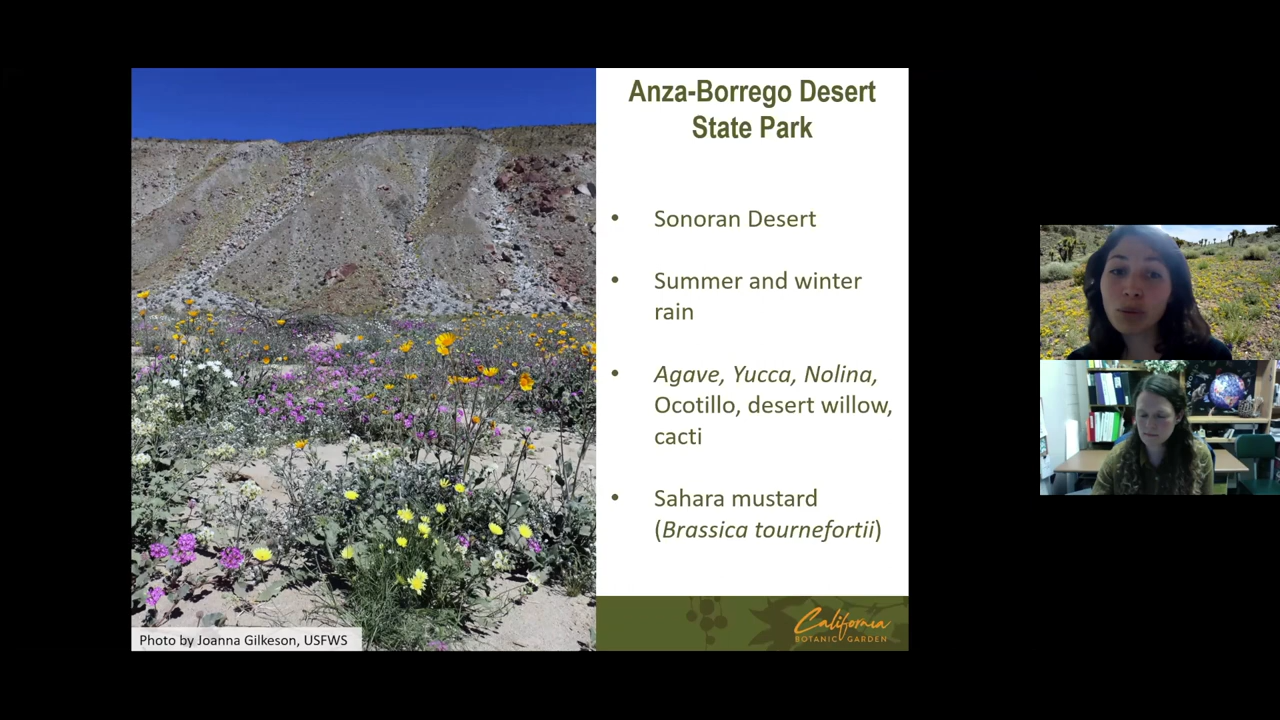 Anza-Borrego Desert
State Park
• Sonoran Desert
• Summer and winter
rain
• Agave, Yucca, Nolina,
Ocotillo, desert willow,
cacti
• Sahara mustard
(Brassica tournefortii)
Photo by Joanna Gilkeson, USFWS
California
BOTANIC GARDEN